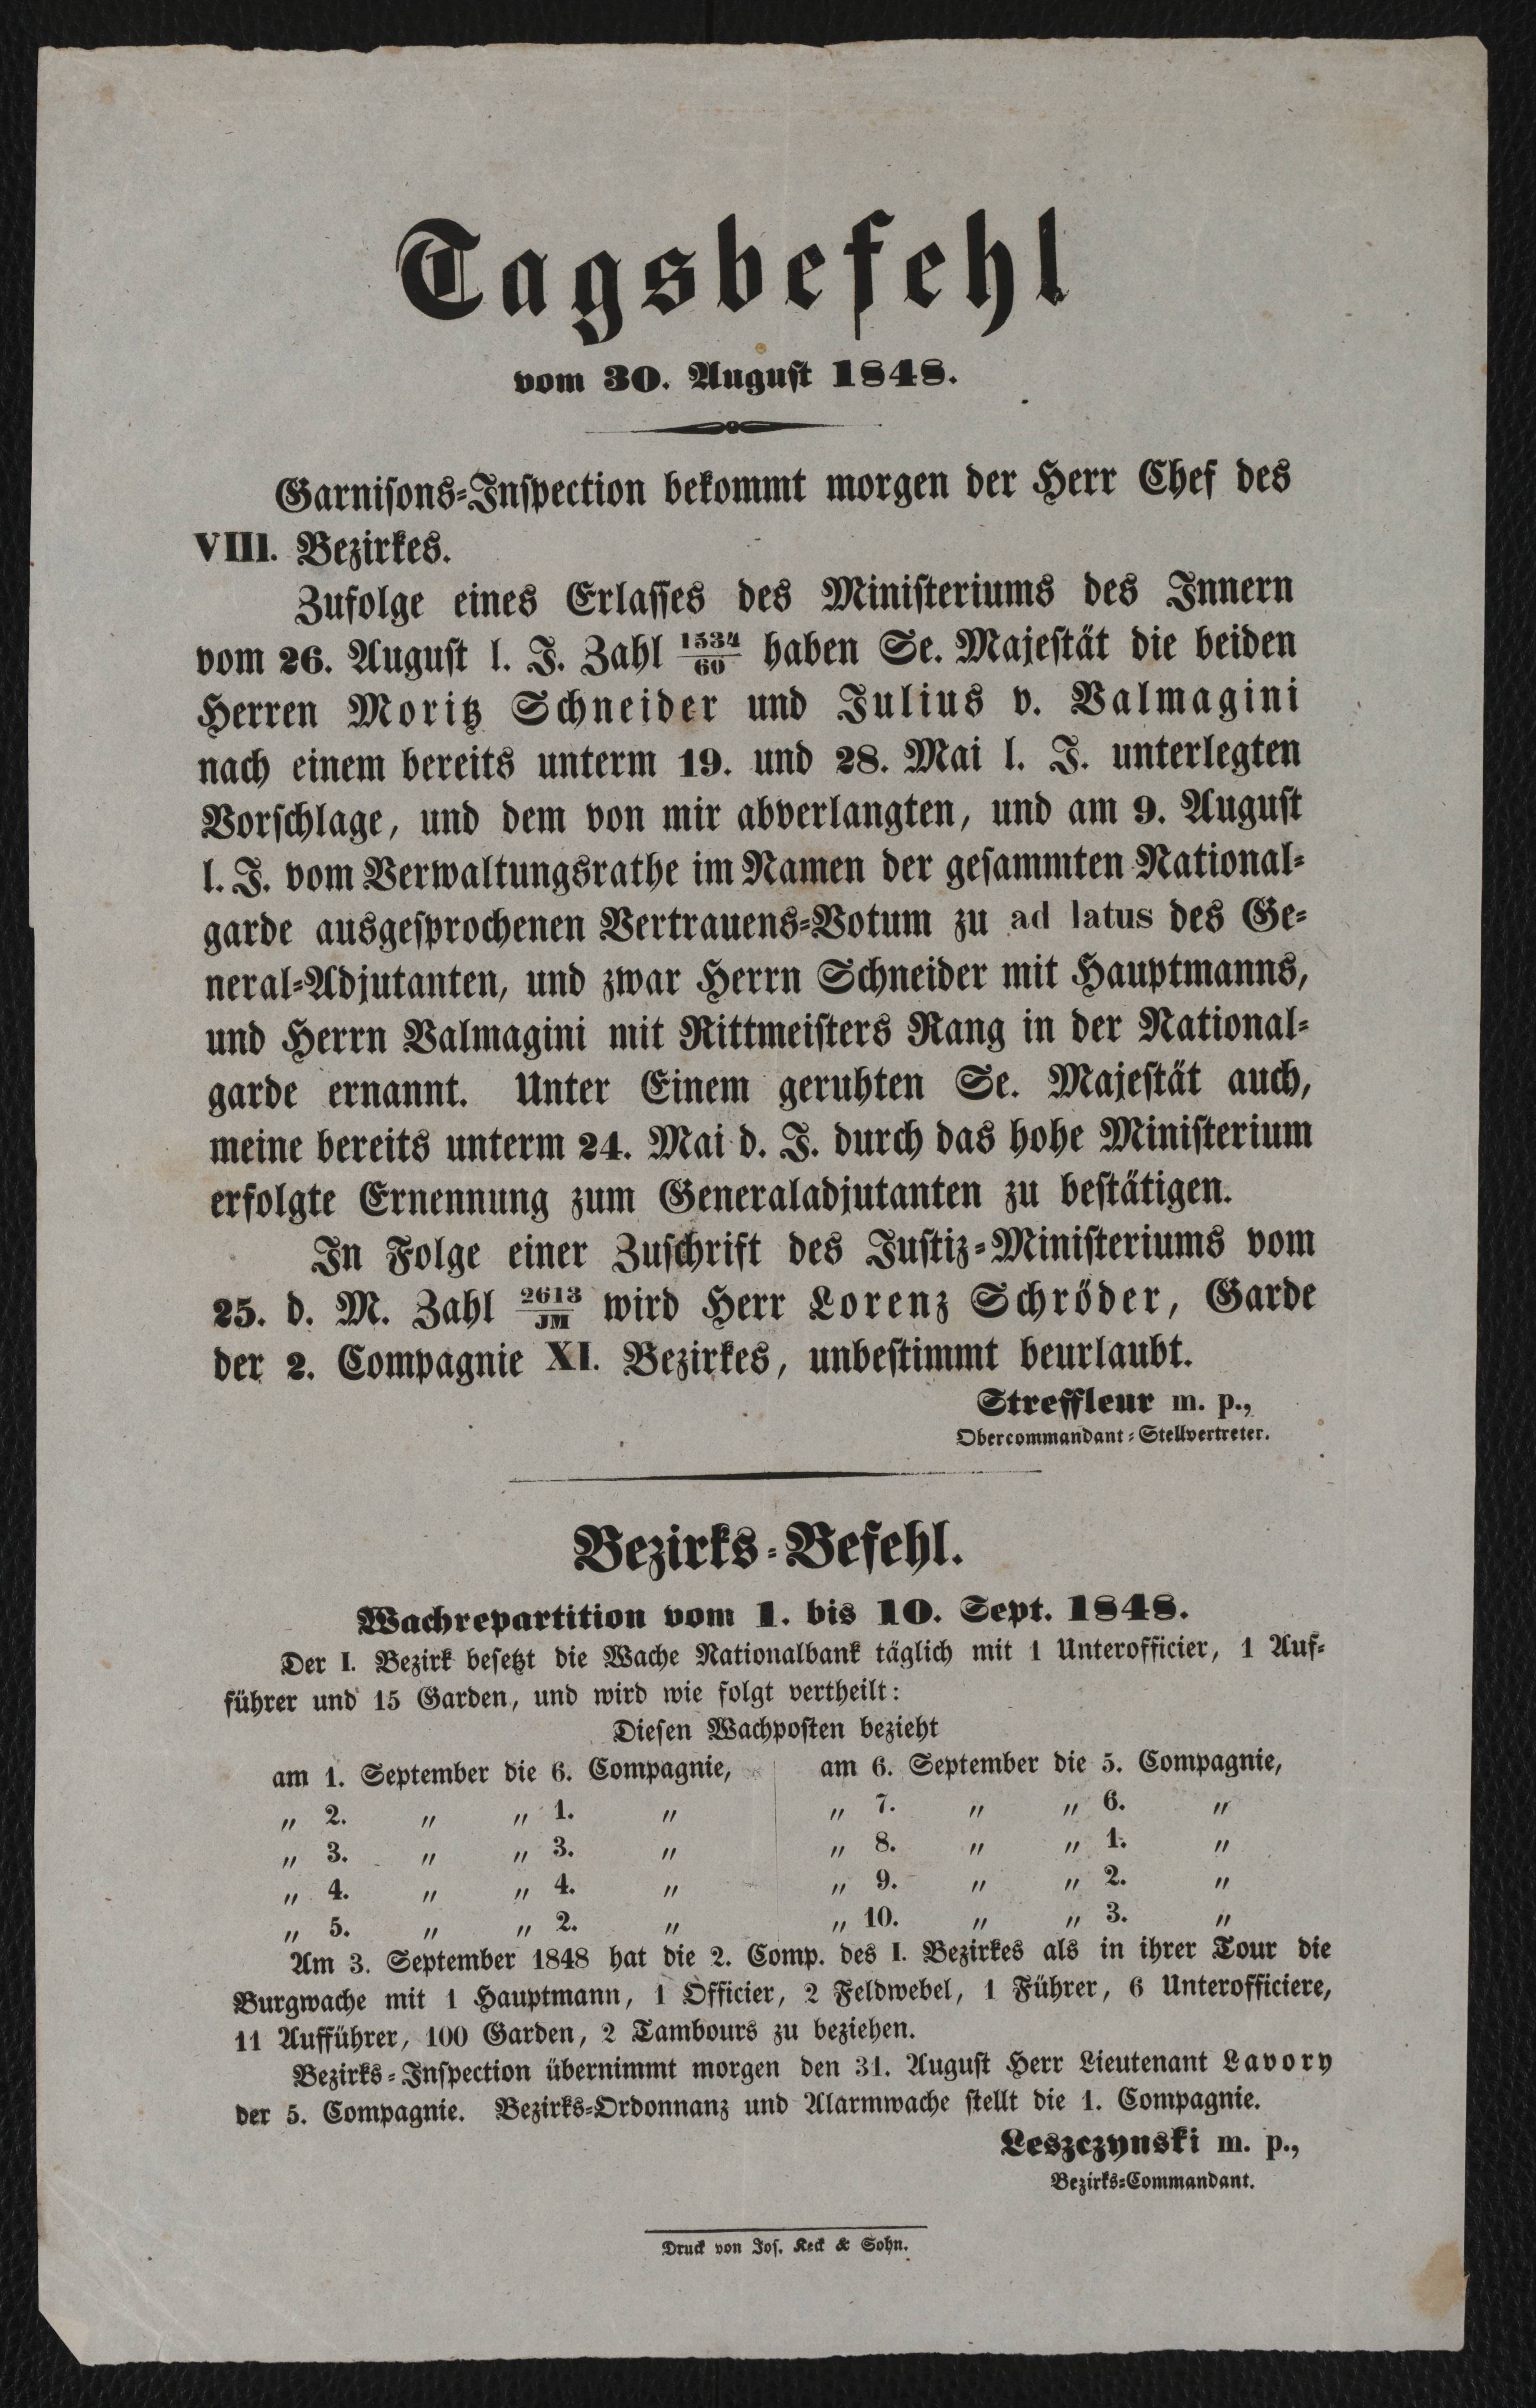 Tagsbefehl
vom 30. August 1848.
Garnisons-Inspection bekommt morgen der Herr Chef des
VIII. Bezirkes.
Zufolge eines Erlasses des Ministeriums des Innern
vom 26. August l. J. Zahl 1534/60 haben Se. Majestät die beiden
Herren Moritz Schneider und Julius v. Valmagini
nach einem bereits unterm 19. und 28. Mai l. J. unterlegten
Vorschlage, und dem von mir abverlangten, und am 9. August
l. J. vom Verwaltungsrathe im Namen der gesammten National-
garde ausgesprochenen Vertrauens-Votum zu ad latus des Ge-
neral-Adjutanten, und zwar Herrn Schneider mit Hauptmanns,
und Herrn Valmagini mit Rittmeisters Rang in der National-
garde ernannt. Unter Einem geruhten Se. Majestät auch,
meine bereits unterm 24. Mai d. J. durch das hohe Ministerium
erfolgte Ernennung zum Generaladjutanten zu bestätigen.
In Folge einer Zuschrift des Justiz-Ministeriums vom
25. d. M. Zahl 2613/JM wird Herr Lorenz Schröder, Garde
der 2. Compagnie XI. Bezirkes, unbestimmt beurlaubt.
Streffleur m. p.,
Obercommandant-Stellvertreter.
Bezirks-Befehl.
Wachrepartition vom 1. bis 10. Sept. 1848.
Der I. Bezirk besetzt die Wache Nationalbank täglich mit 1 Unterofficier, 1 Auf-
führer und 15 Garden, und wird wie folgt vertheilt:
Diesen Wachposten bezieht
am 1. September die 6. Compagnie, am 6. September die 5. Compagnie,
„ 2. „ „ 1. „ „ 7. „ „ 6. „
„ 3. „ „ 3. „ „ 8. „ „ 1. „
„ 4. „ „ 4. „ „ 9. „ „ 2. „
„ 5. „ „ 2. „ „ 10. „ „ 3. „
Am 3. September 1848 hat die 2. Comp. des I. Bezirkes als in ihrer Tour die
Burgwache mit 1 Hauptmann, 1 Officier, 2 Feldwebel, 1 Führer, 6 Unterofficiere,
11 Aufführer, 100 Garden, 2 Tambours zu beziehen.
Bezirks-Inspection übernimmt morgen den 31. August Herr Lieutenant Lavory
der 5. Compagnie. Bezirks-Ordonnanz und Alarmwache stellt die 1. Compagnie.
Leszczynski m. p.,
Bezirks-Commandant.
Druck von Jos. Keck & Sohn.